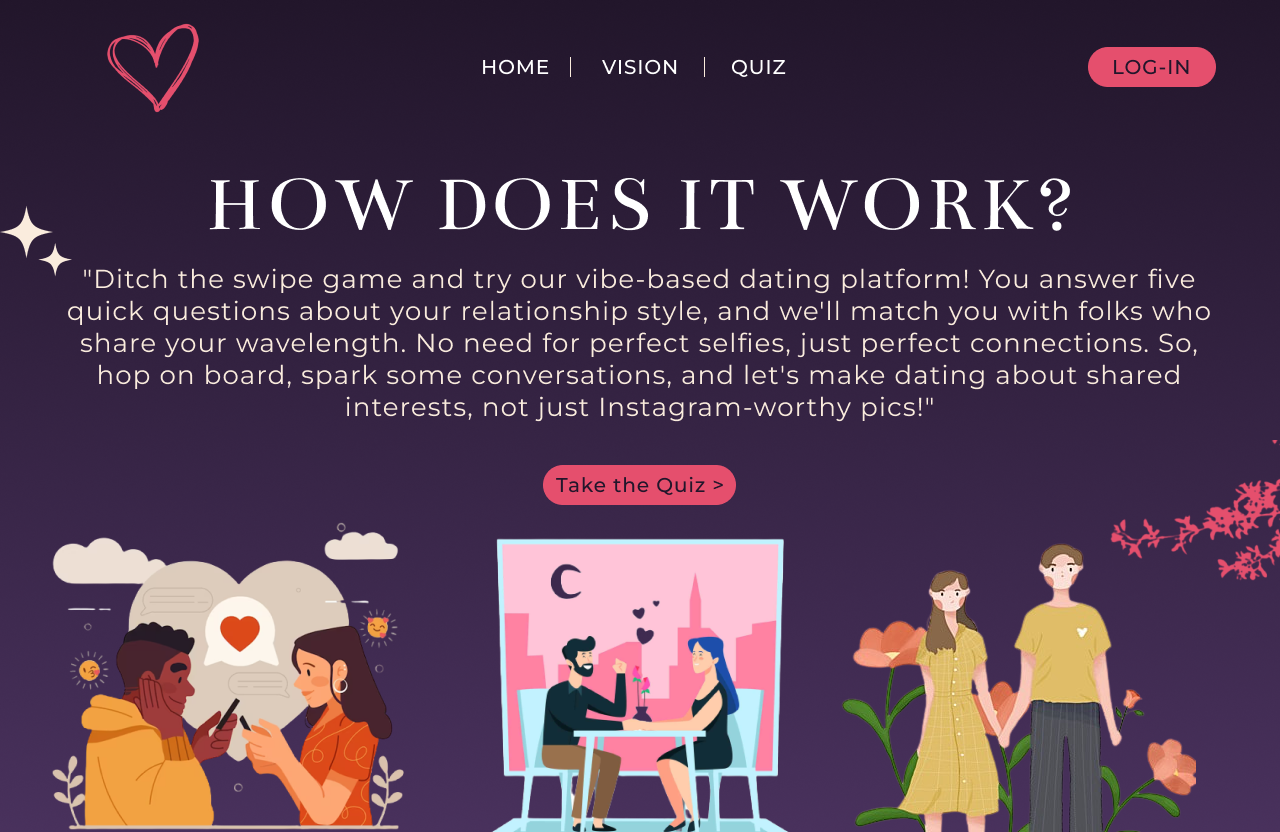 HOME | VISION | QUIZ
LOG-IN
HOW DOES IT WORK?
"Ditch the swipe game and try our vibe-based dating platform! You answer five
quick questions about your relationship style, and we'll match you with folks who
share your wavelength. No need for perfect selfies, just perfect connections. So,
hop on board, spark some conversations, and let's make dating about shared
interests, not just Instagram-worthy pics!"
Take the Quiz >